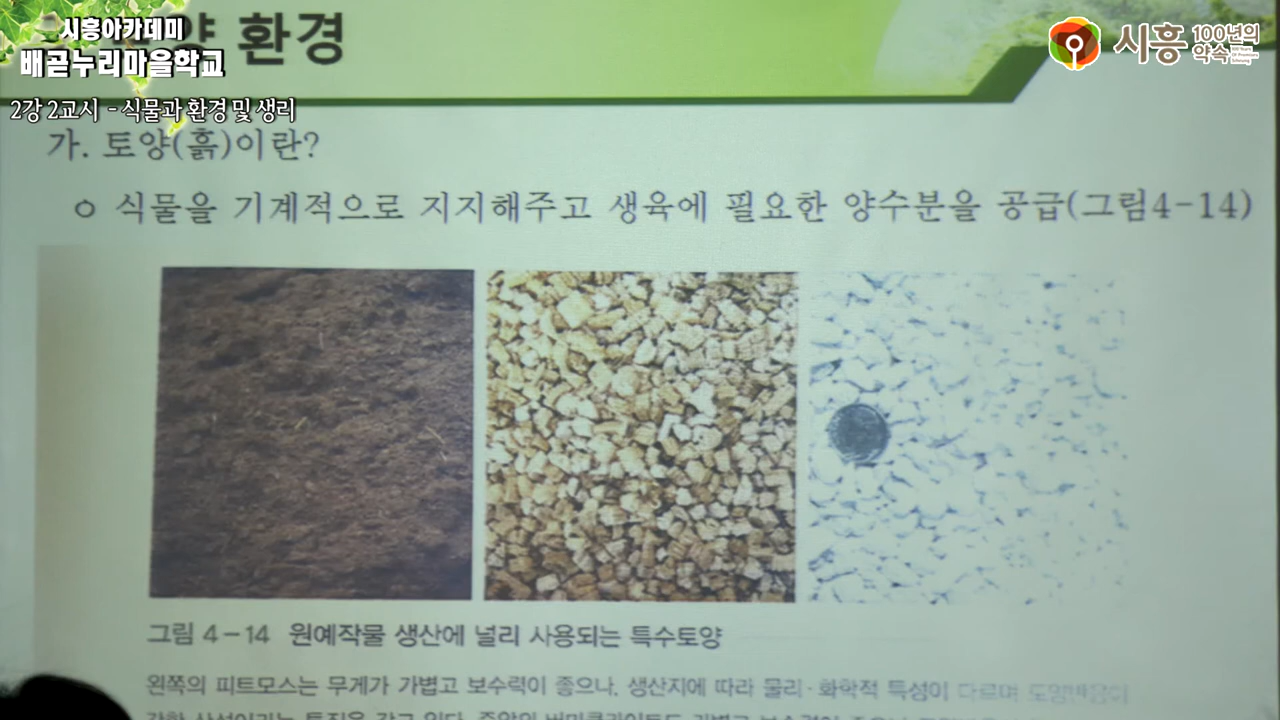 시흥아카데미
배곧누리마을학교
2강 2교시 - 식물과 환경 및 생리
환경
시흥 100년의 약속
가. 토양(흙)이란?
ㅇ 식물을 기계적으로 지지해주고 생육에 필요한 양수분을 공급(그림4-14)
그림 4-14 원예작물 생산에 널리 사용되는 특수토양
왼쪽의 피트모스는 무게가 가볍고 보수력이 좋으나, 생산지에 따라 물리·화학적 특성이 다르며